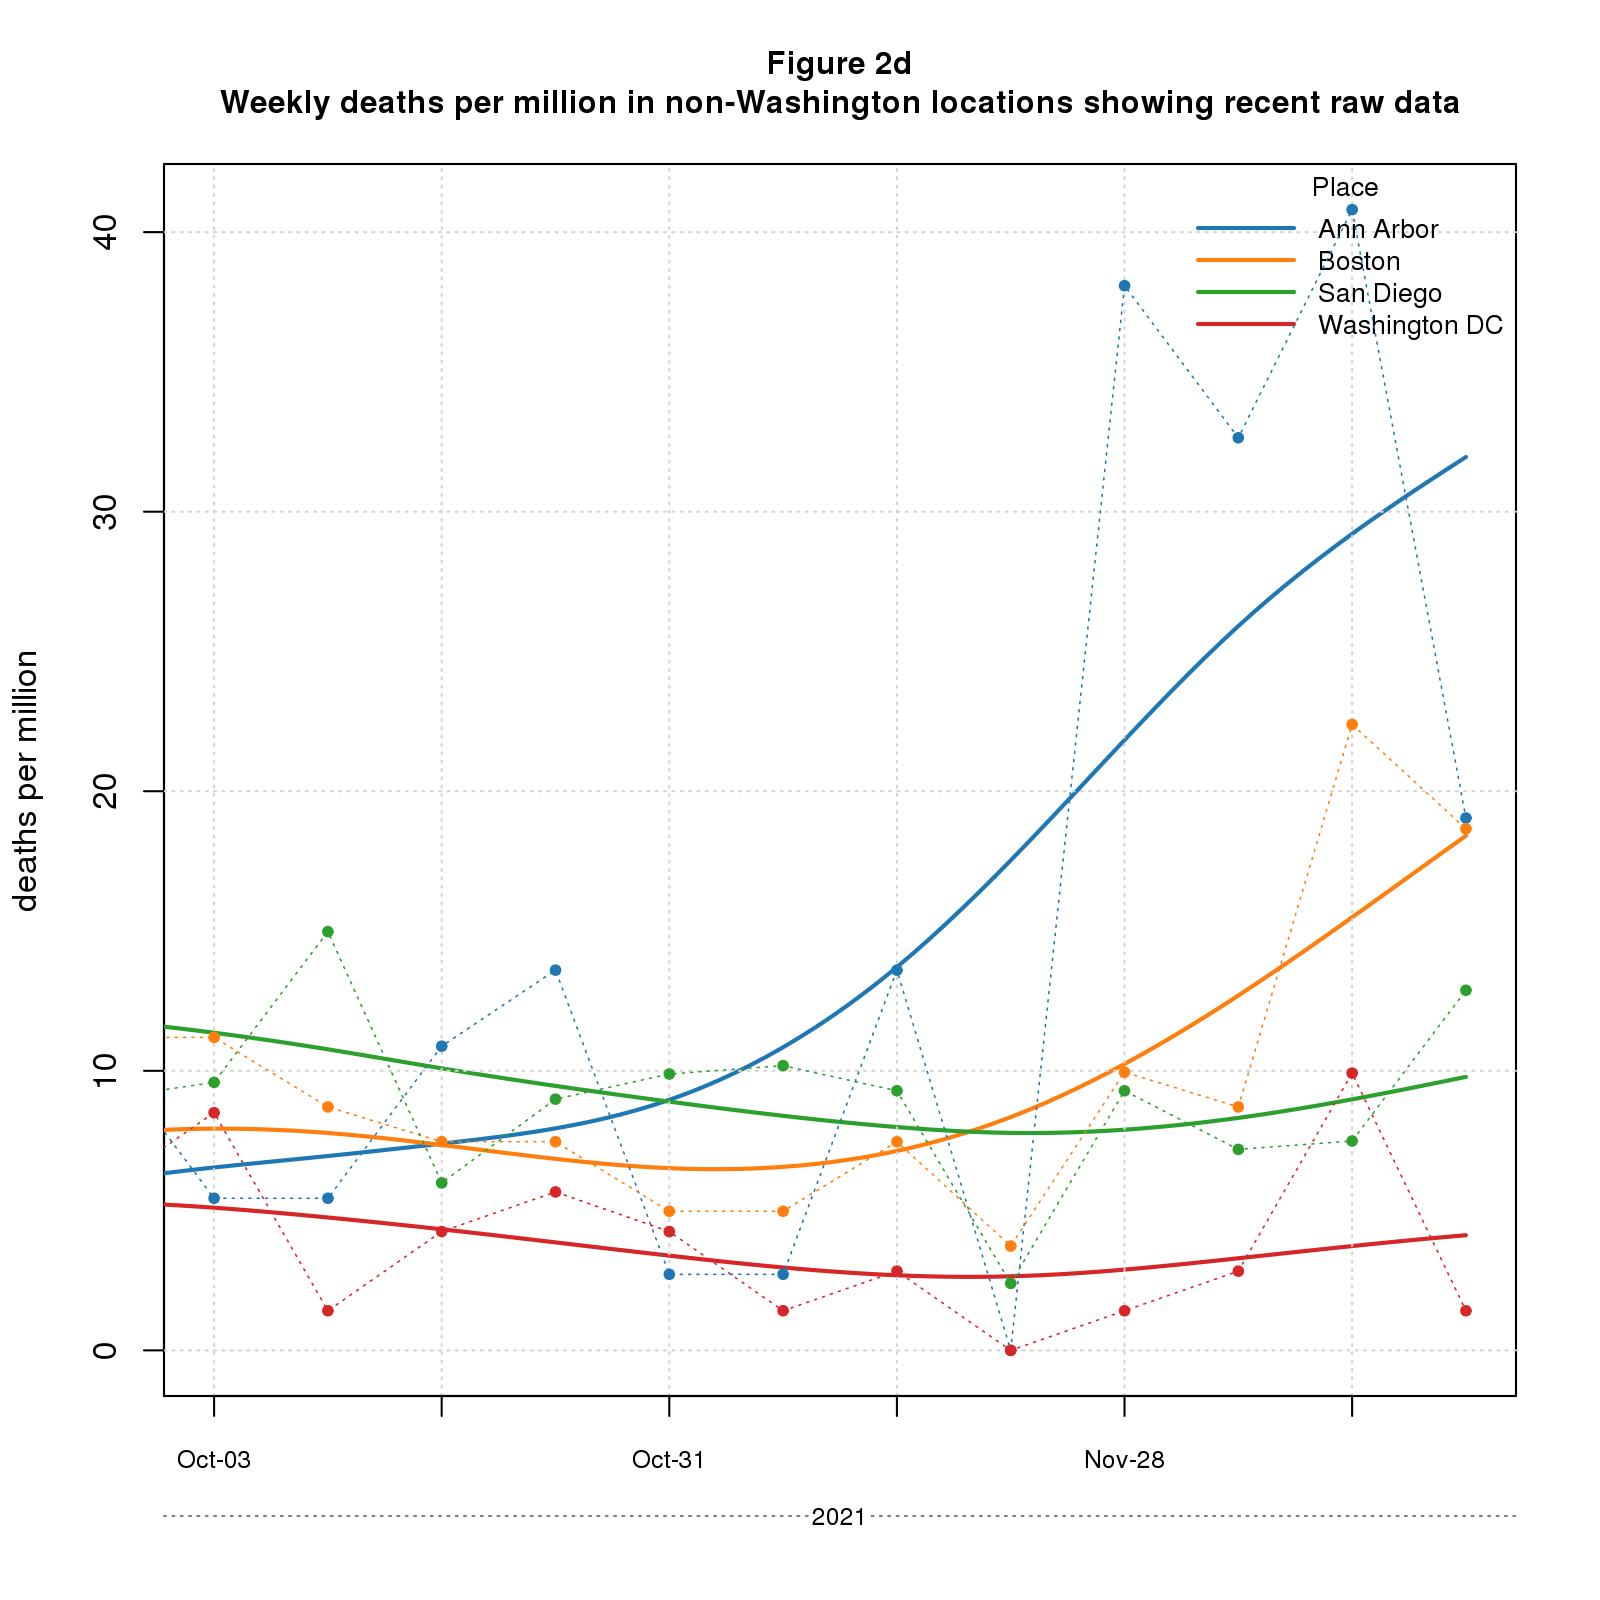 Figure 2d
Weekly deaths per million in non-Washington locations showing recent raw data
Place
Ann Arbor
Boston
San Diego
Washington DC
deaths per million
40
30
20
10
0
Oct-03
Oct-31
Nov-28
2021